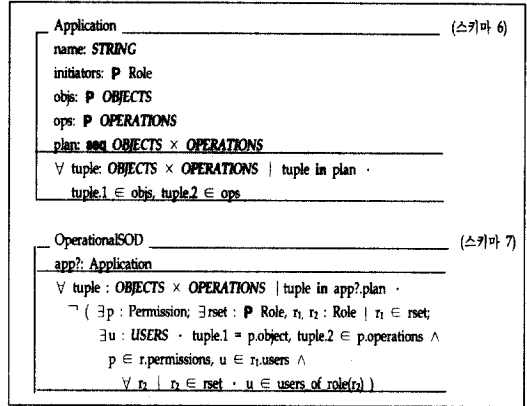 Application (스키마 6)
name: STRING
initiators: P Role
objs: P OBJECTS
ops: P OPERATIONS
plan: seq OBJECTS × OPERATIONS
∀ tuple: OBJECTS × OPERATIONS | tuple in plan ·
tuple.1 ∈ objs, tuple.2 ∈ ops
OperationalSOD (스키마 7)
app?: Application
∀ tuple : OBJECTS × OPERATIONS | tuple in app?.plan ·
¬ ( ∃p : Permission; ∃rset : P Role, r₁, r₂ : Role | r₁ ∈ rset;
∃u : USERS · tuple.1 = p.object, tuple.2 ∈ p.operations ∧
p ∈ r.permissions, u ∈ r₁.users ∧
∀ r₂ | r₂ ∈ rset · u ∈ users_of_role(r₂) )